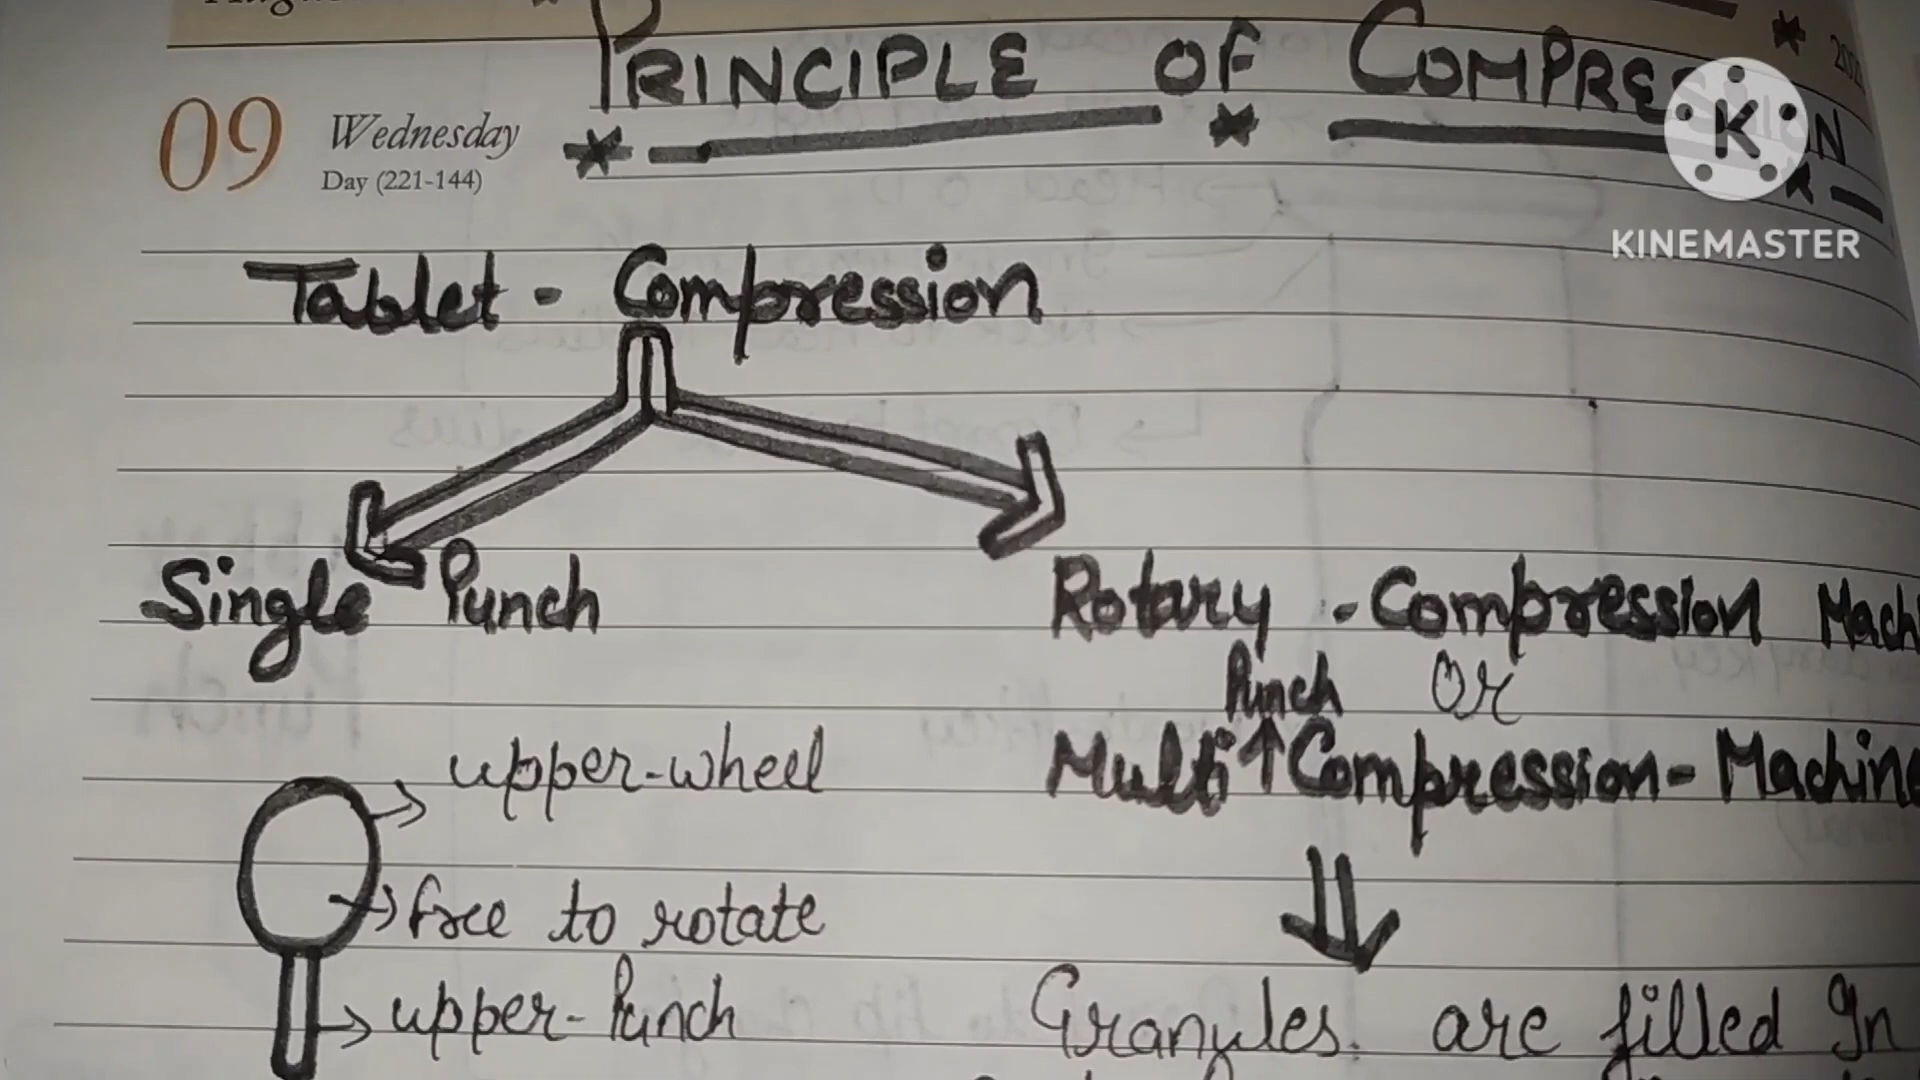 PRINCIPLE OF COMPRESSION
09 Wednesday
Day (221-144)
K
KINEMASTER
Tablet - Compression
Single Punch
Rotary - Compression Mach
Punch Or
Multi↑Compression - Machine
upper-wheel
free to rotate
upper-Punch
Granules are filled In